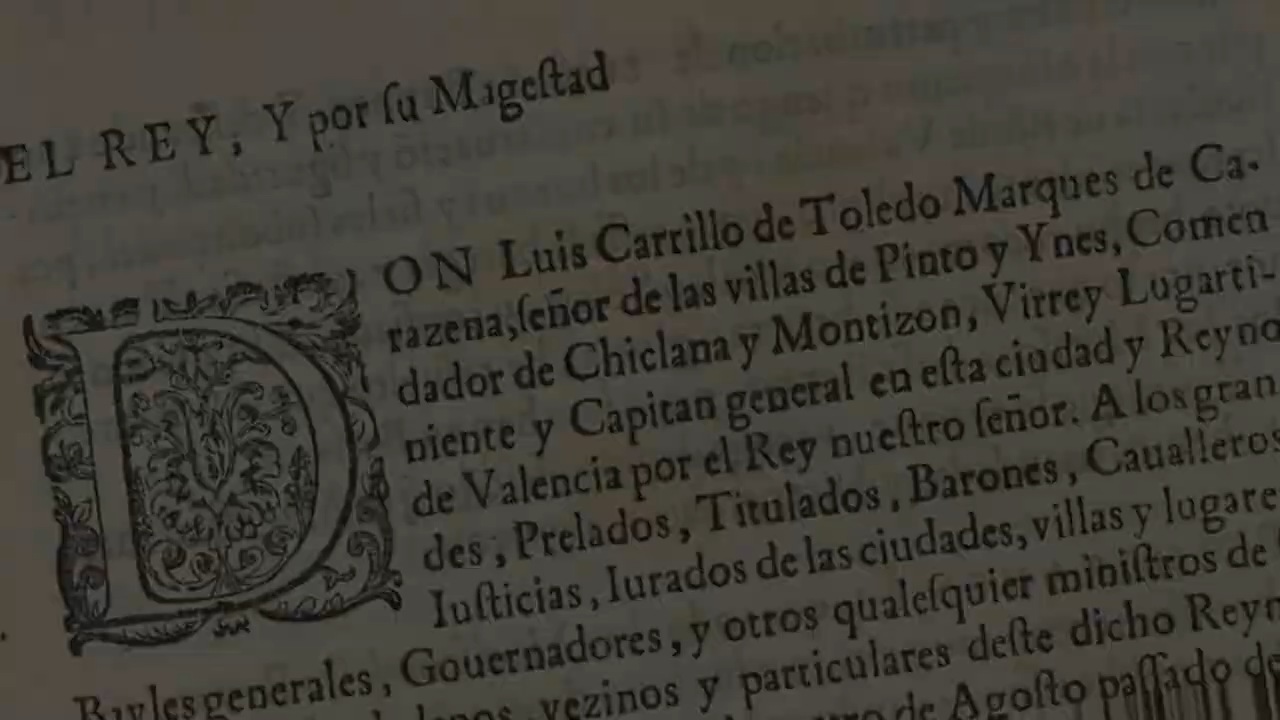 EL REY, Y por ſu Mageſtad
DON Luis Carrillo de Toledo Marques de Ca-
razena, ſeñor de las villas de Pinto y Ynes, Comen
dador de Chiclana y Montizon, Virrey Lugarti-
niente y Capitan general en eſta ciudad y Reyno
de Valencia por el Rey nueſtro ſeñor. A los gran
des, Prelados, Titulados, Barones, Caualleros
Iuſticias, Iurados de las ciudades, villas y lugare
Bayles generales, Gouernadores, y otros qualeſquier miniſtros de
vezinos y particulares deſte dicho Reyn
de Agoſto paſſado de